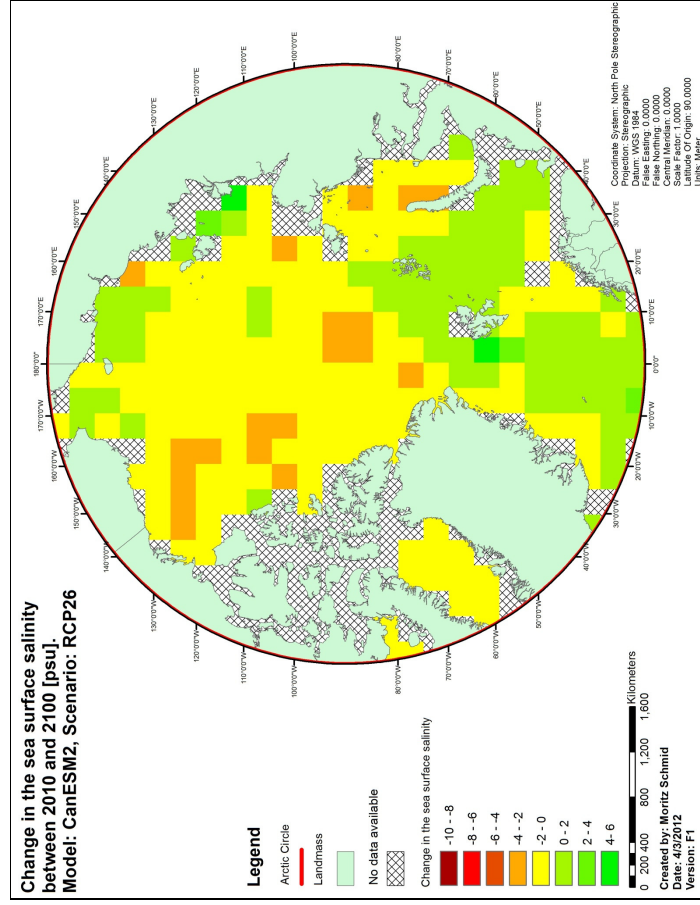 Change in the sea surface salinity
between 2010 and 2100 [psu].
Model: CanESM2, Scenario: RCP26
Legend
Arctic Circle
Landmass
No data available
Change in the sea surface salinity
-10 - -8
-8 - -6
-6 - -4
-4 - -2
-2 - 0
0 - 2
2 - 4
4- 6
0 200 400 800 1,200 1,600
Kilometers
Created by: Moritz Schmid
Date: 4/3/2012
Version: F1
130°0'0"W
120°0'0"W
110°0'0"W
100°0'0"W
80°0'0"W
70°0'0"W
60°0'0"W
50°0'0"W
140°0'0"W
150°0'0"W
160°0'0"W
170°0'0"W
180°0'0"
170°0'0"E
160°0'0"E
150°0'0"E
130°0'0"E
120°0'0"E
110°0'0"E
100°0'0"E
80°0'0"E
70°0'0"E
60°0'0"E
50°0'0"E
30°0'0"E
20°0'0"E
10°0'0"E
0°0'0"
10°0'0"W
20°0'0"W
30°0'0"W
40°0'0"W
Coordinate System: North Pole Stereographic
Projection: Stereographic
Datum: WGS 1984
False Easting: 0.0000
False Northing: 0.0000
Central Meridian: 0.0000
Scale Factor: 1.0000
Latitude Of Origin: 90.0000